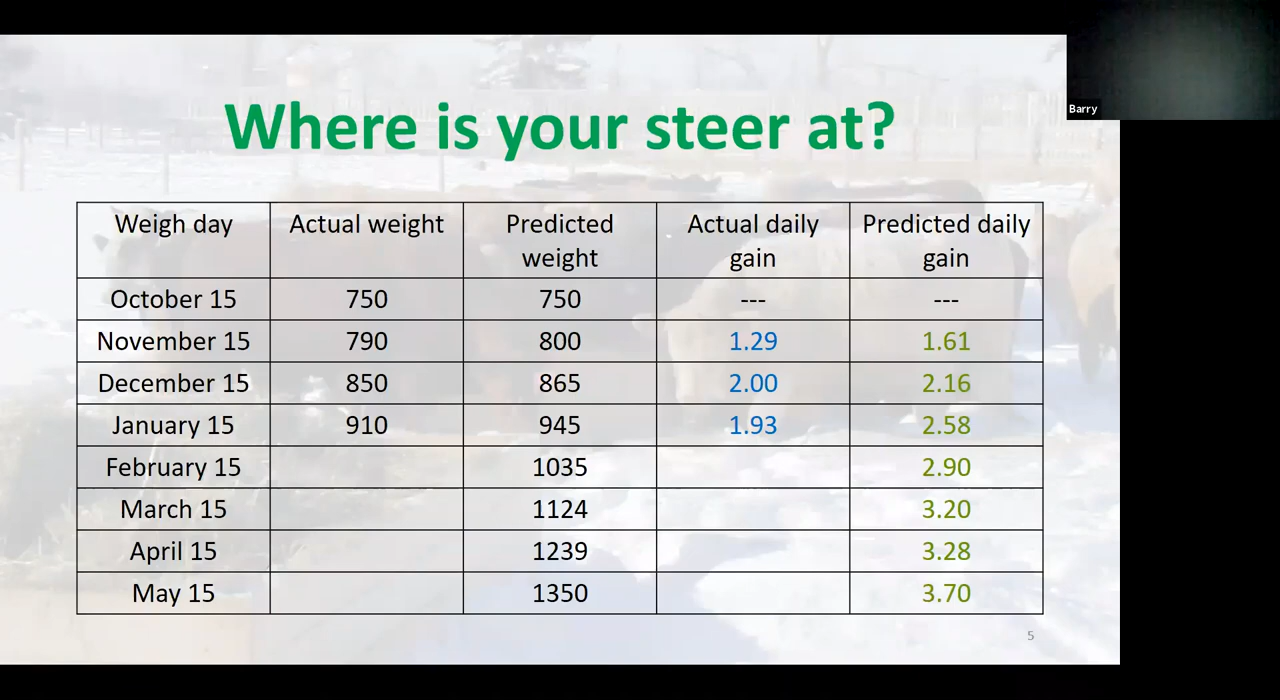 Barry
Where is your steer at?
Weigh day Actual weight Predicted weight Actual daily gain Predicted daily gain
October 15 750 750 --- ---
November 15 790 800 1.29 1.61
December 15 850 865 2.00 2.16
January 15 910 945 1.93 2.58
February 15 1035 2.90
March 15 1124 3.20
April 15 1239 3.28
May 15 1350 3.70
5